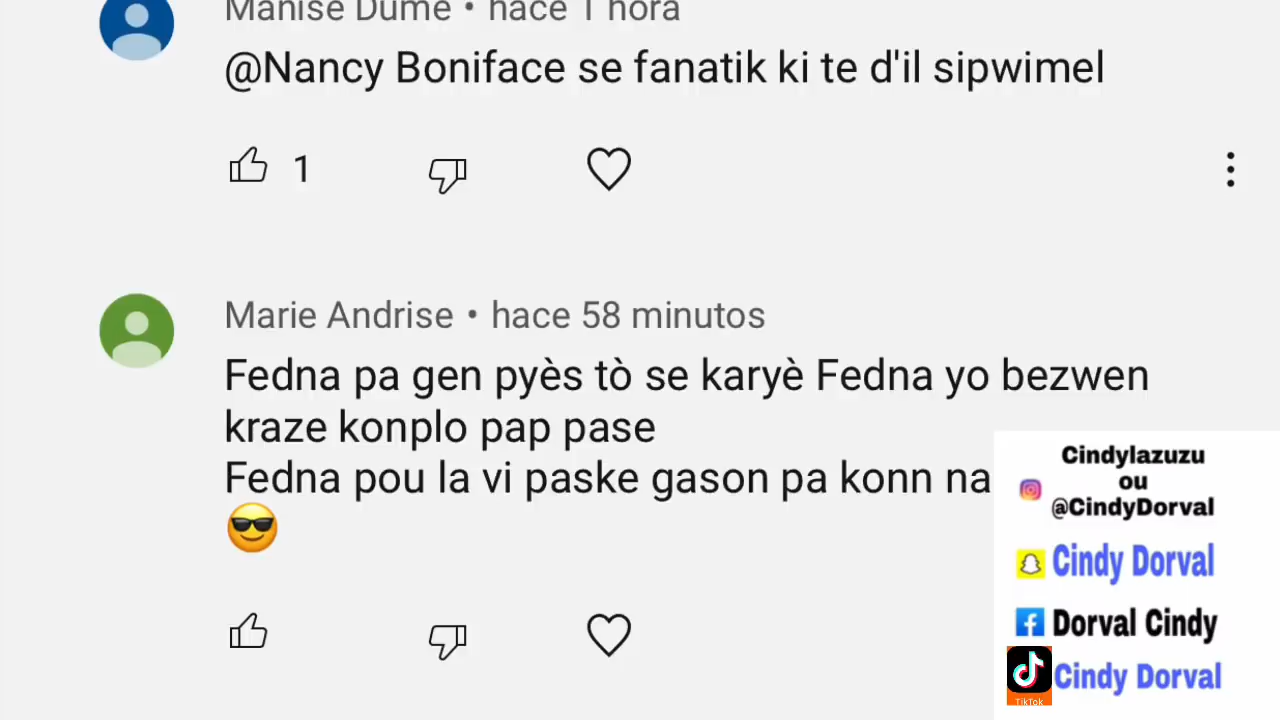 Manise Dume • hace 1 hora
@Nancy Boniface se fanatik ki te d'il sipwimel
1
Marie Andrise • hace 58 minutos
Fedna pa gen pyès tò se karyè Fedna yo bezwen
kraze konplo pap pase
Fedna pou la vi paske gason pa konn na
😎
Cindylazuzu
ou
@CindyDorval
Cindy Dorval
Dorval Cindy
Cindy Dorval
TikTok